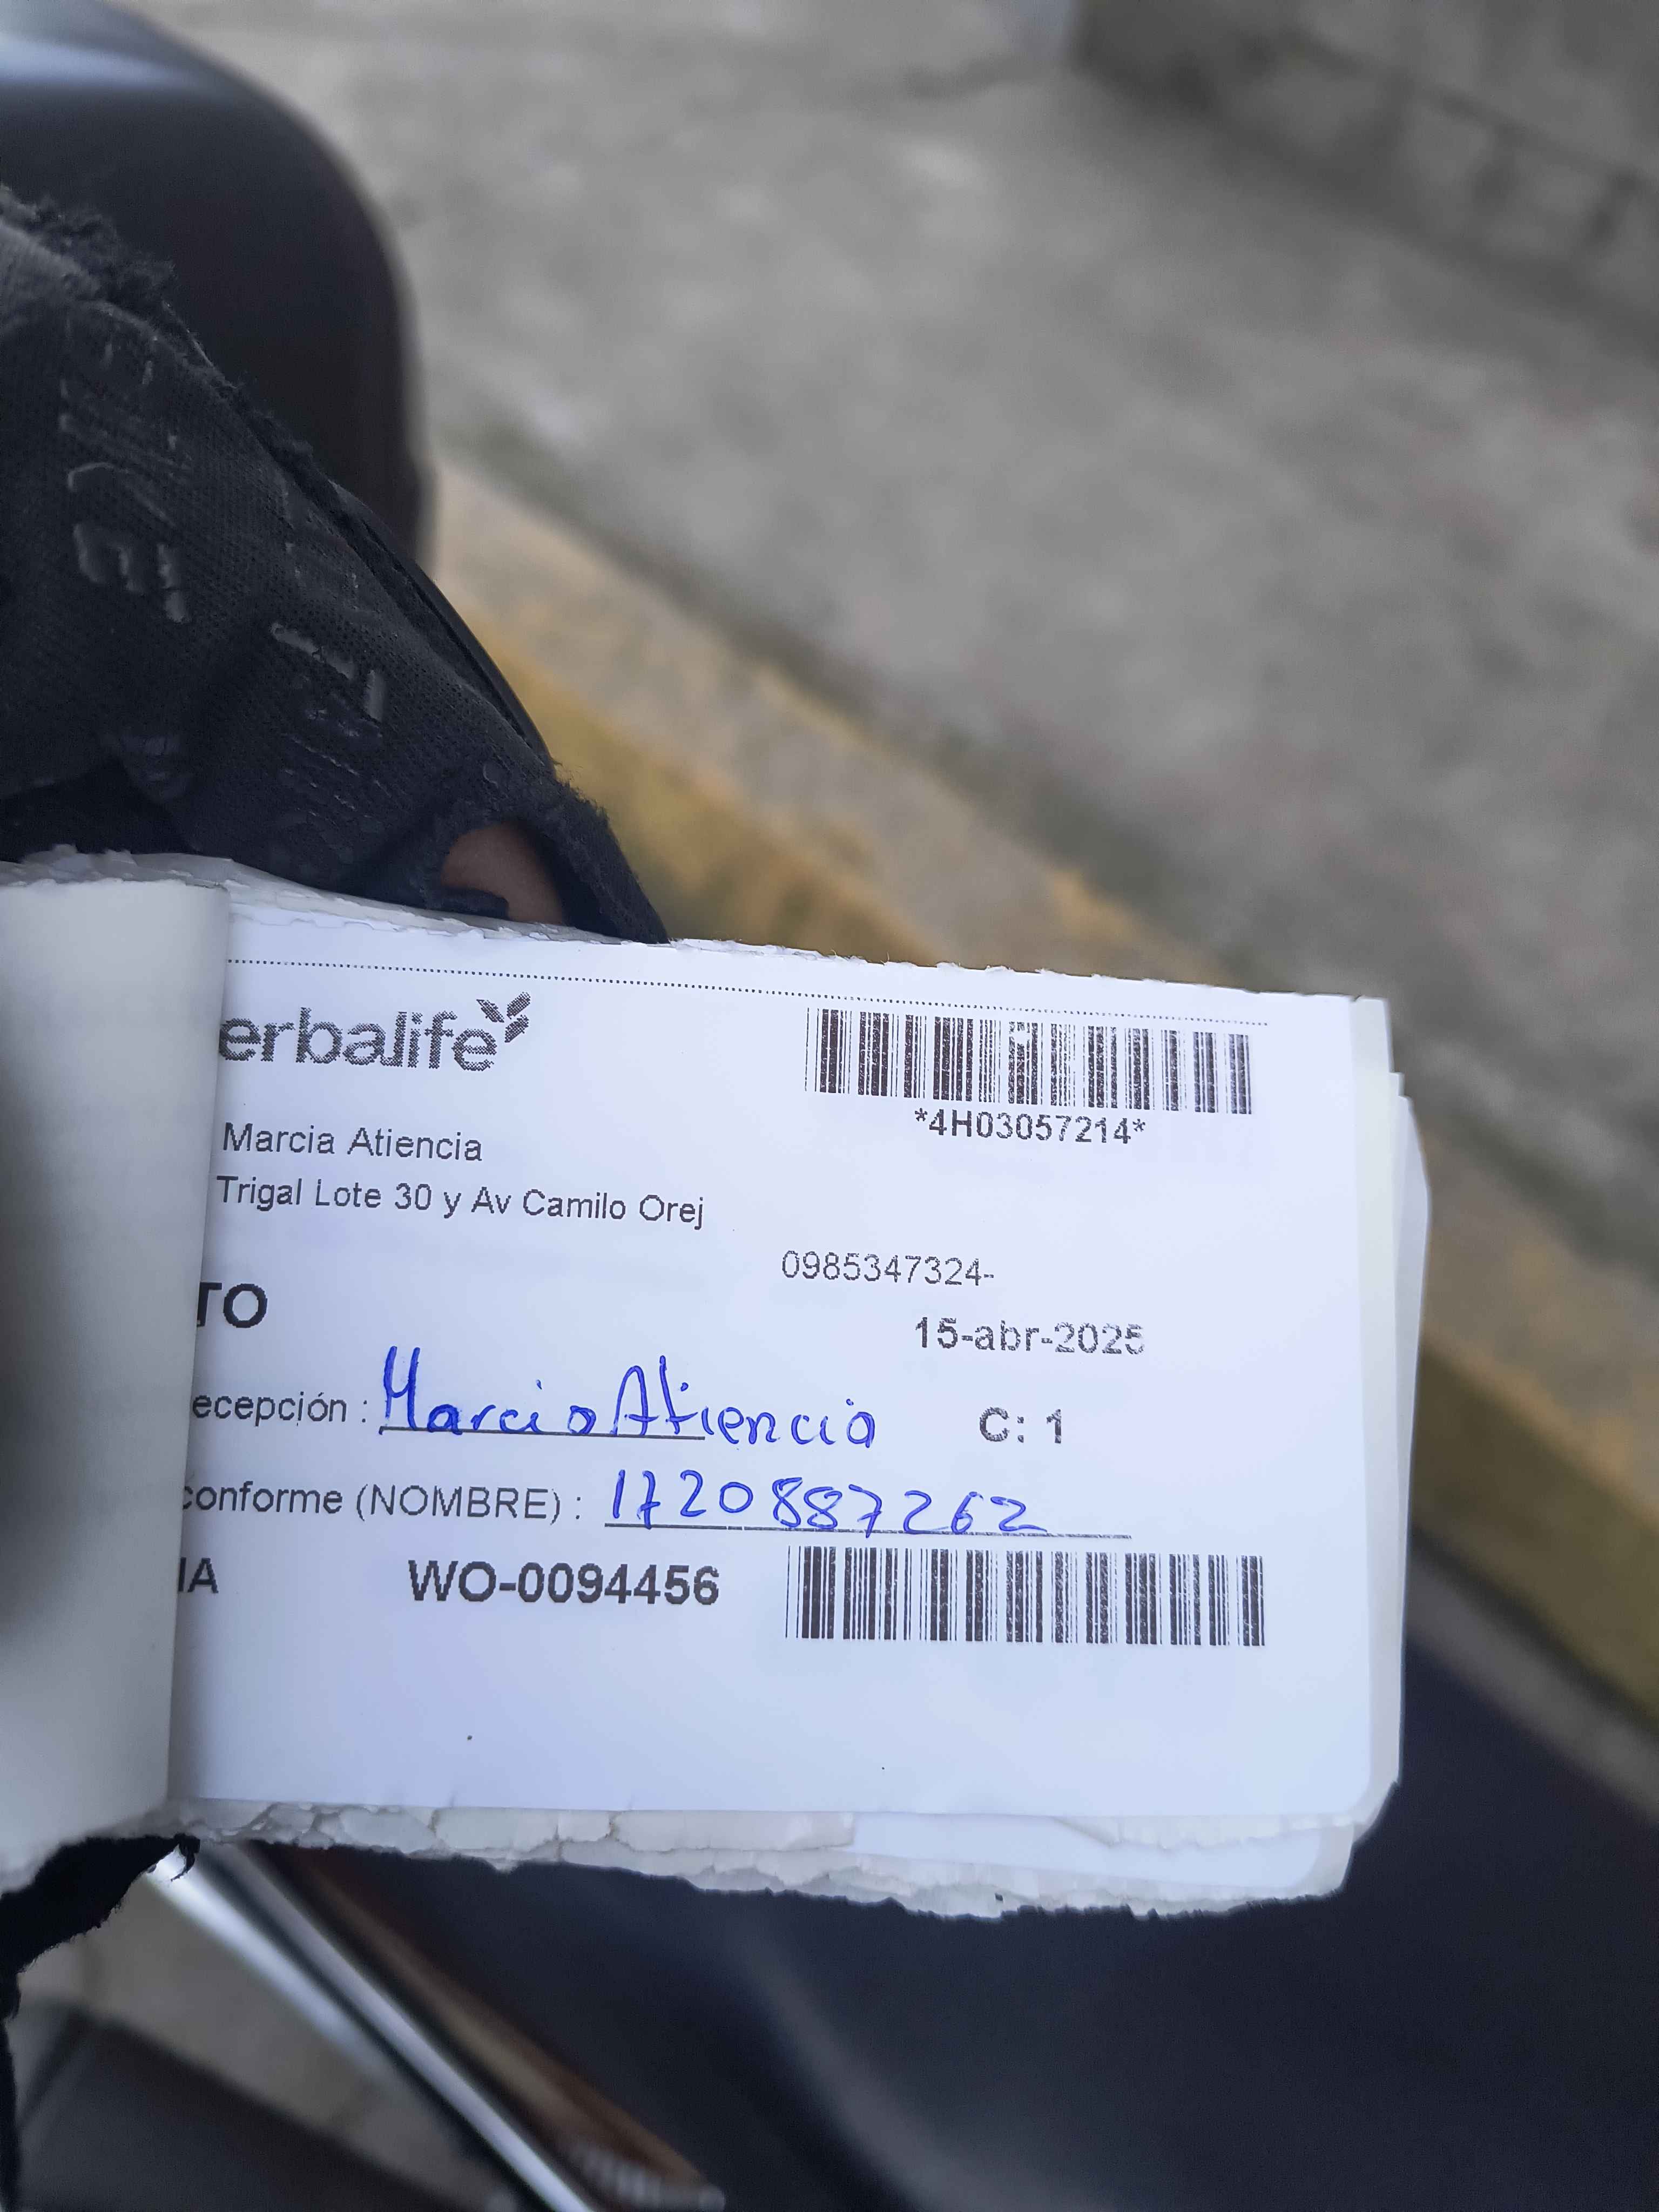 erbalife
*4H03057214*
Marcia Atiencia
Trigal Lote 30 y Av Camilo Orej
0985347324-
TO
15-abr-2025
ecepción : Marcia Atiencia
C: 1
conforme (NOMBRE) : 1720887262
IA WO-0094456